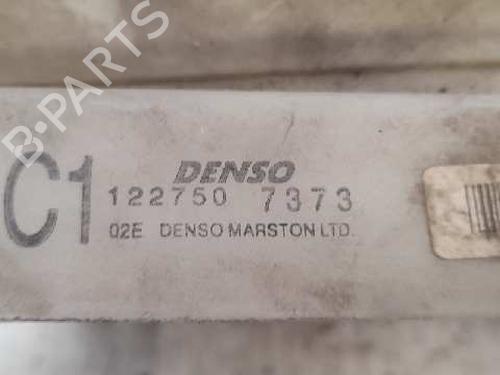 B-PARTS
C1
DENSO
122750 7373
02E DENSO MARSTON LTD.